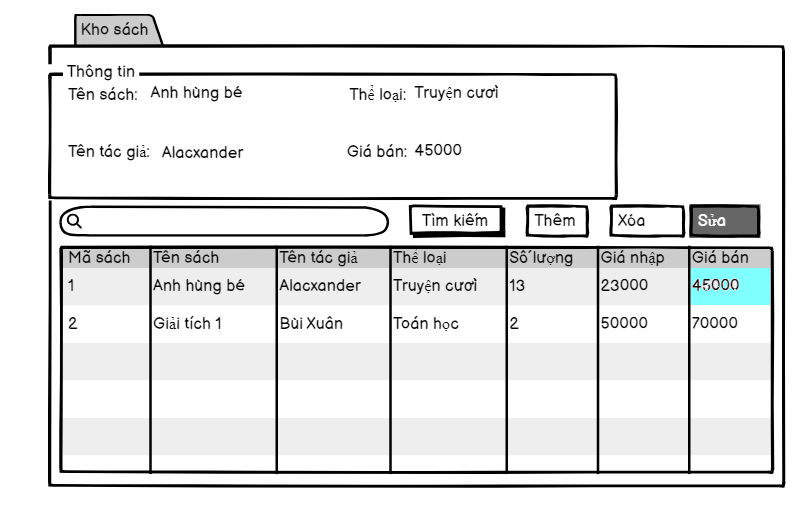 Kho sách
Thông tin
Tên sách: Anh hùng bé Thể loại: Truyện cười
Tên tác giả: Alacxander Giá bán: 45000
Tìm kiếm Thêm Xóa Sửa
Mã sách Tên sách Tên tác giả Thể loại Số lượng Giá nhập Giá bán
1 Anh hùng bé Alacxander Truyện cười 13 23000 45000
2 Giải tích 1 Bùi Xuân Toán học 2 50000 70000